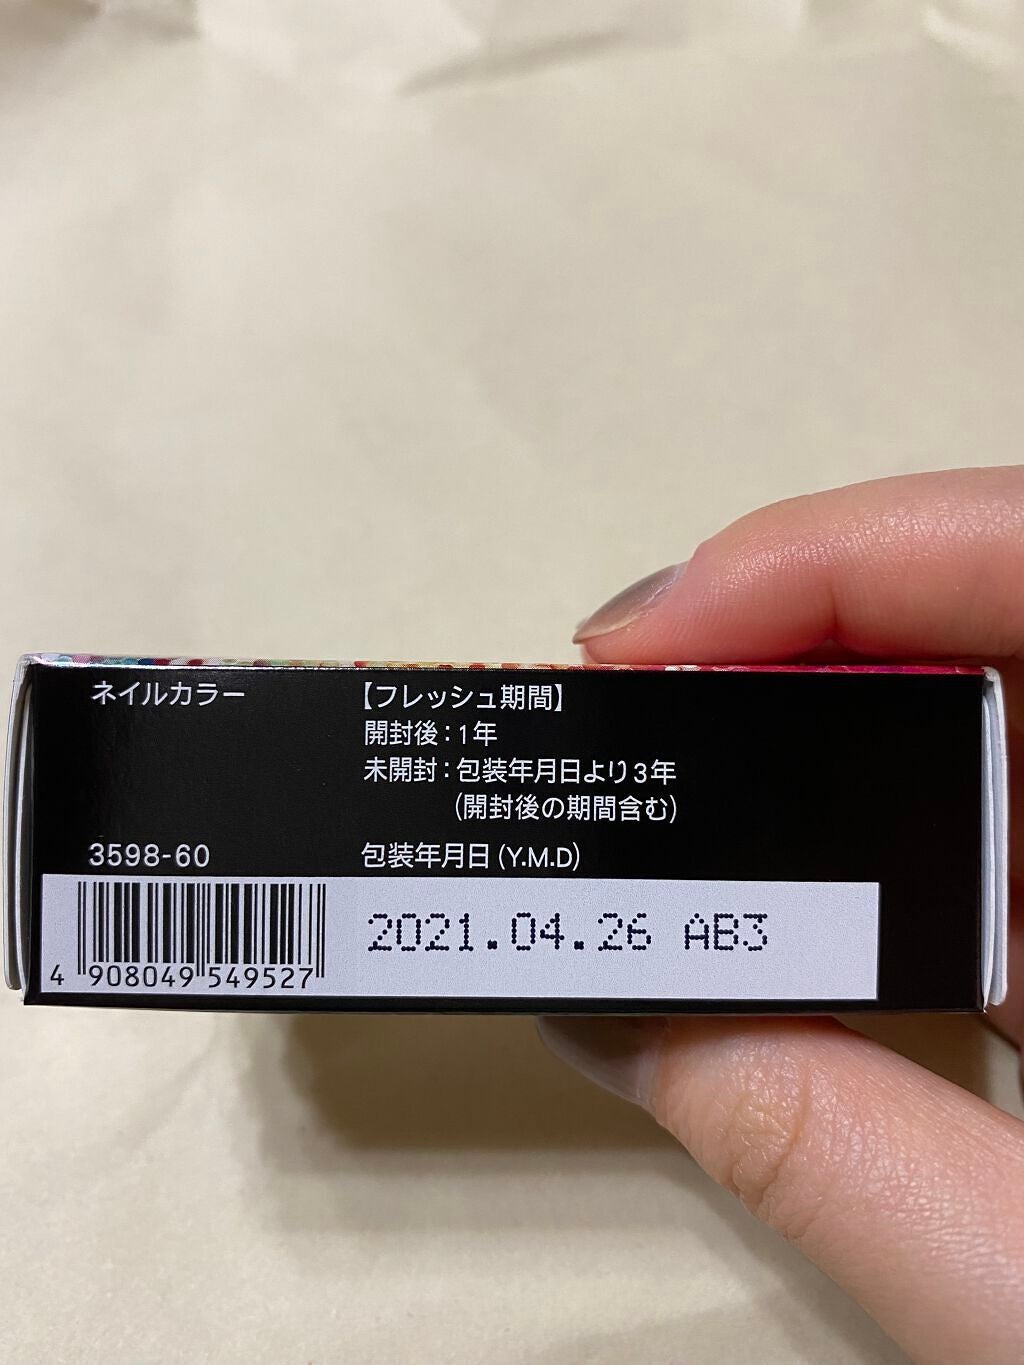 ネイルカラー
【フレッシュ期間】
開封後：1年
未開封：包装年月日より3年
(開封後の期間含む)
3598-60
包装年月日 (Y.M.D)
2021.04.26 AB3
4 908049 549527